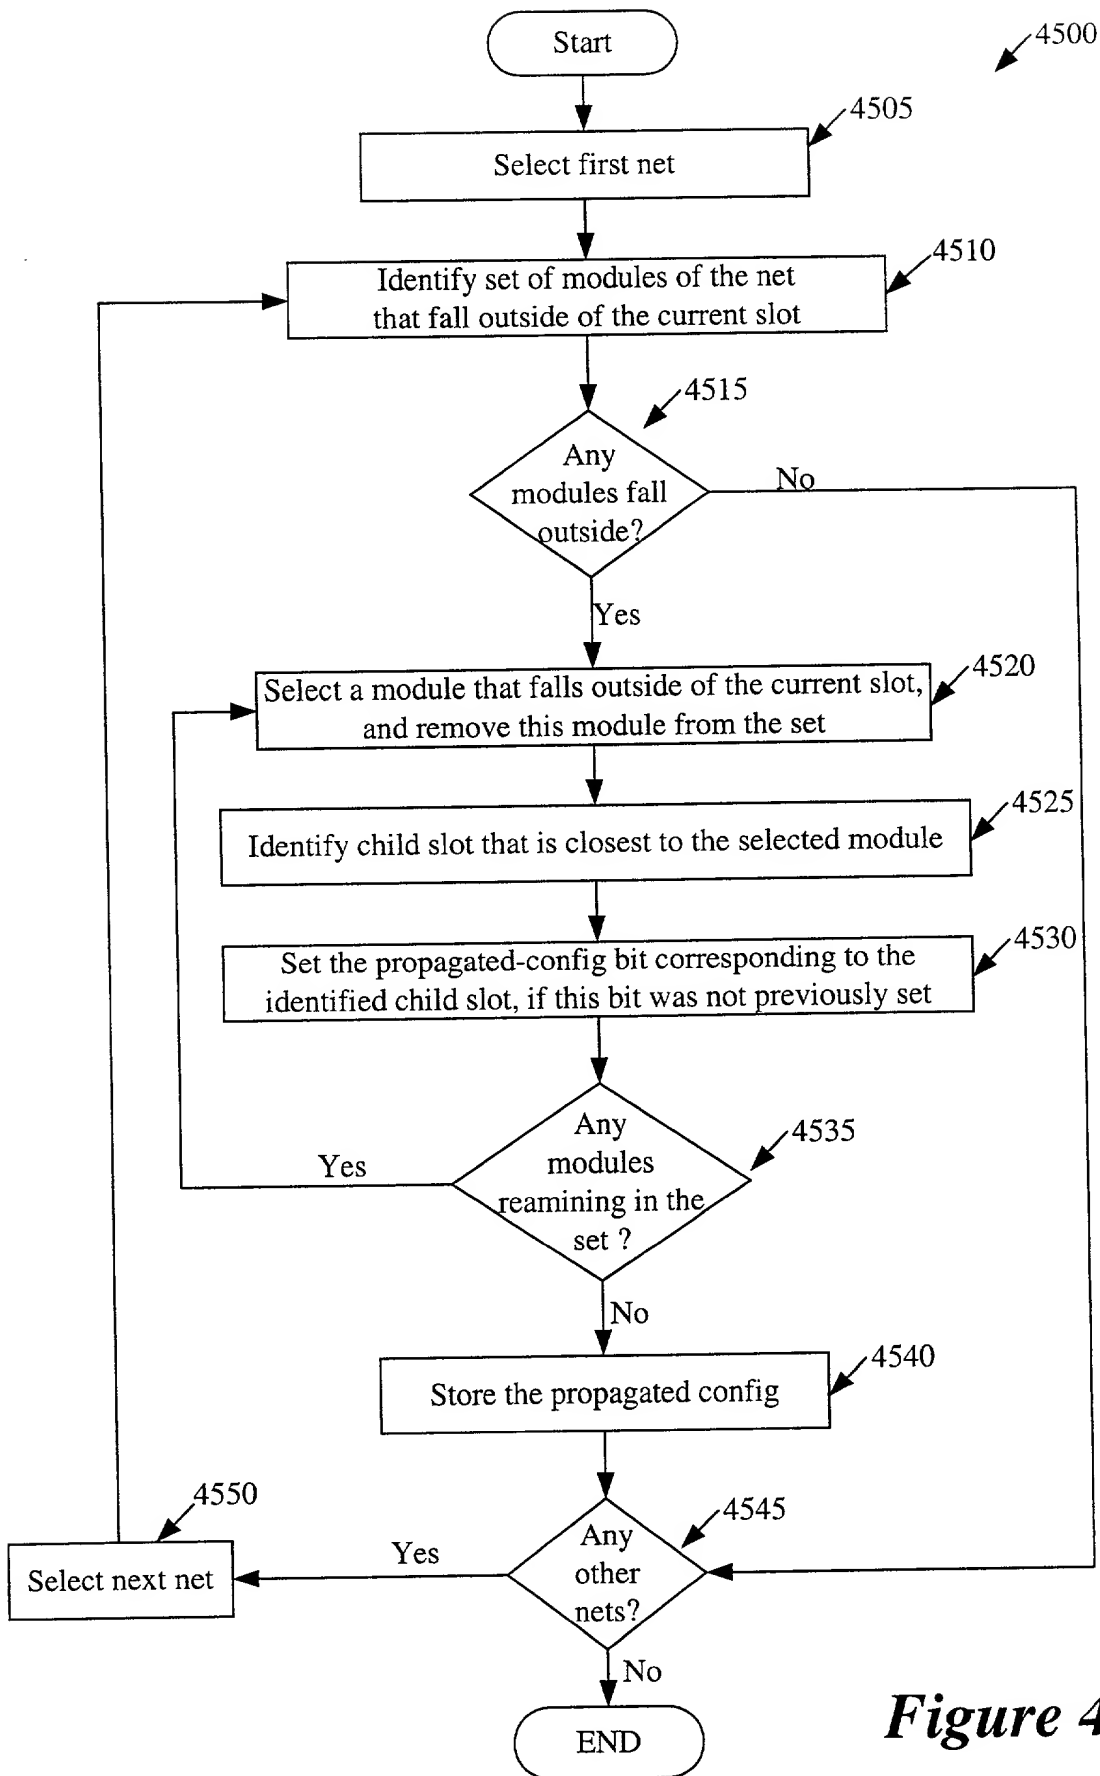 Start
4500
4505
Select first net
4510
Identify set of modules of the net
that fall outside of the current slot
4515
Any
modules fall
outside?
No
Yes
4520
Select a module that falls outside of the current slot,
and remove this module from the set
4525
Identify child slot that is closest to the selected module
4530
Set the propagated-config bit corresponding to the
identified child slot, if this bit was not previously set
4535
Any
modules
reamining in the
set ?
Yes
No
4540
Store the propagated config
4550
4545
Any
other
nets?
Yes
Select next net
No
END
Figure 4